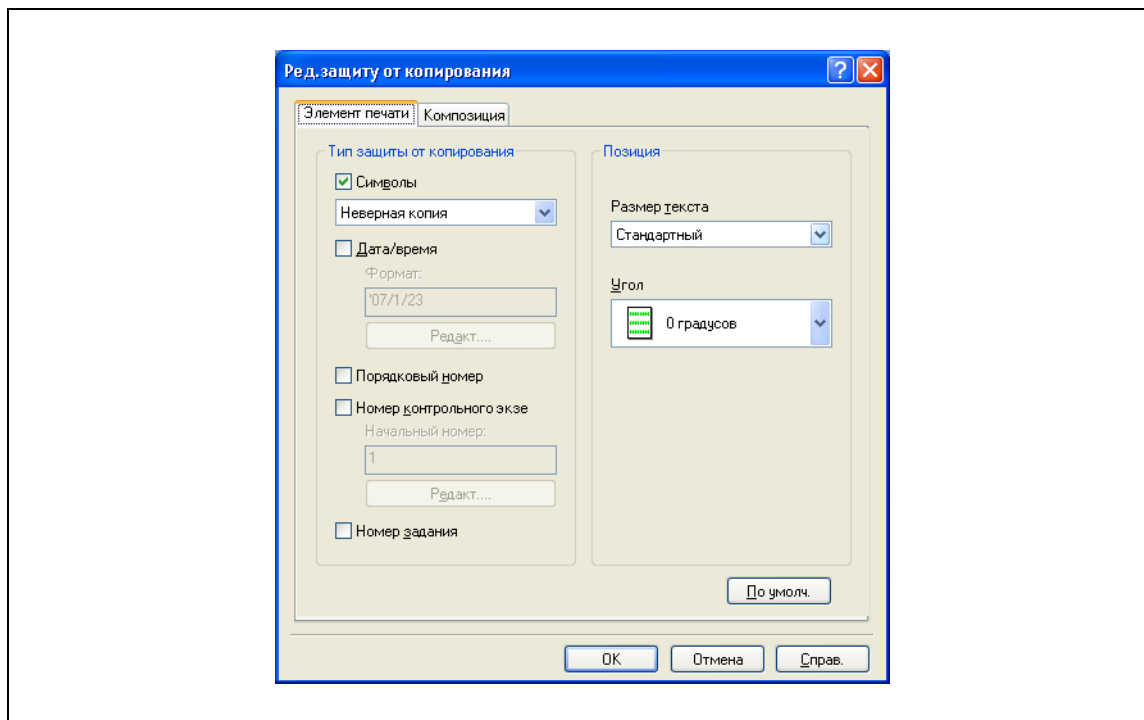 Ред.защиту от копирования
Элемент печати
Композиция
Тип защиты от копирования
Символы
Неверная копия
Дата/время
Формат:
'07/1/23
Редакт....
Порядковый номер
Номер контрольного экзе
Начальный номер:
1
Редакт....
Номер задания
Позиция
Размер текста
Стандартный
Угол
0 градусов
По умолч.
OK
Отмена
Справ.